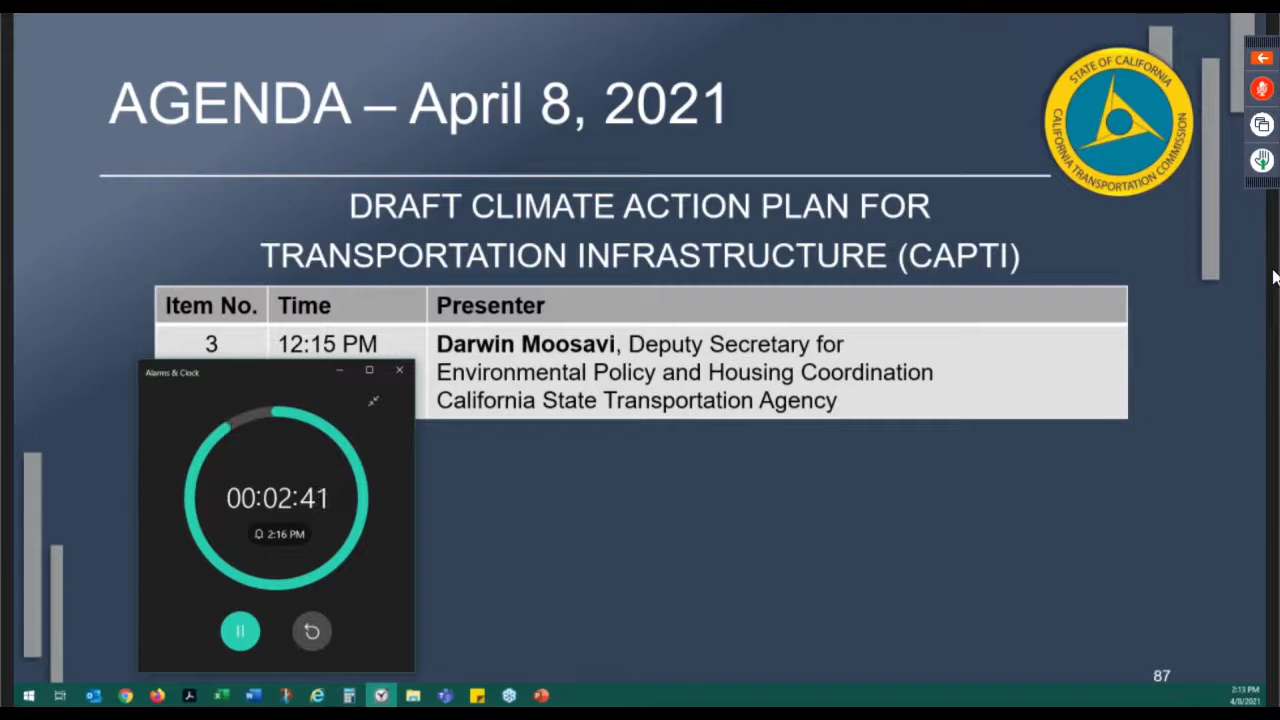 AGENDA – April 8, 2021
STATE OF CALIFORNIA
CALIFORNIA TRANSPORTATION COMMISSION
DRAFT CLIMATE ACTION PLAN FOR
TRANSPORTATION INFRASTRUCTURE (CAPTI)
Item No. Time Presenter
3 12:15 PM Darwin Moosavi, Deputy Secretary for
Environmental Policy and Housing Coordination
California State Transportation Agency
Alarms & Clock
00:02:41
2:16 PM
87
2:13 PM
4/8/2021